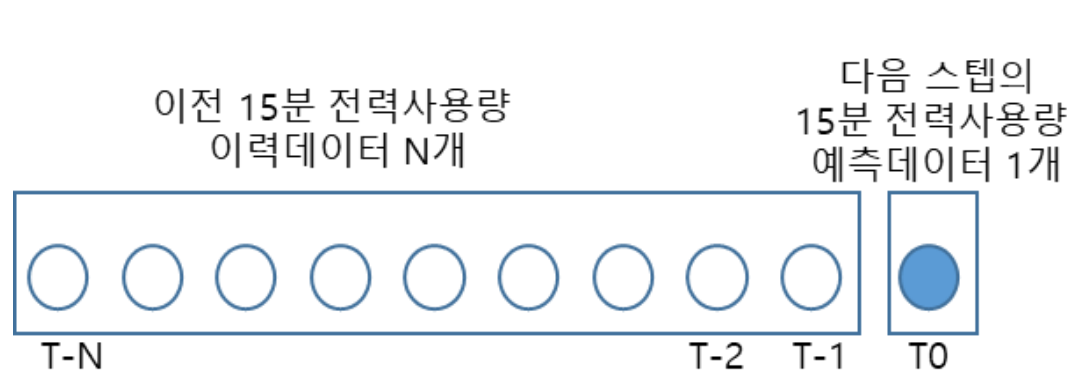 이전 15분 전력사용량
이력데이터 N개
다음 스텝의
15분 전력사용량
예측데이터 1개
T-N
T-2
T-1
T0